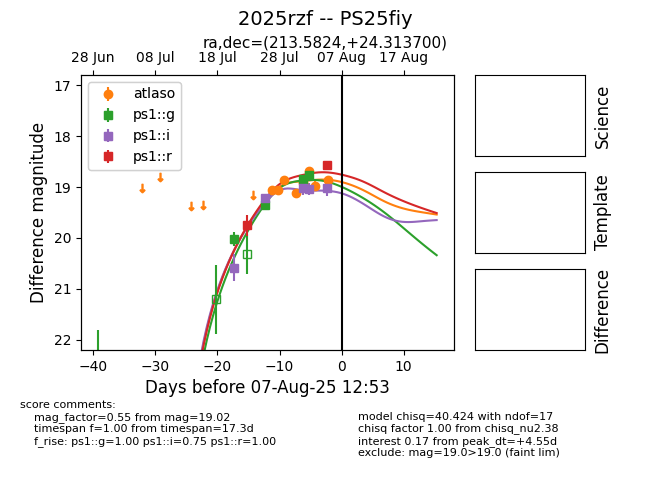 2025rzf -- PS25fiy
ra,dec=(213.5824,+24.313700)
28 Jun 08 Jul 18 Jul 28 Jul 07 Aug 17 Aug
17
18
19
20
21
22
Difference magnitude
atlaso
ps1::g
ps1::i
ps1::r
−40 −30 −20 −10 0 10
Days before 07-Aug-25 12:53
Science
Template
Difference
score comments:
mag_factor=0.55 from mag=19.02
timespan f=1.00 from timespan=17.3d
f_rise: ps1::g=1.00 ps1::i=0.75 ps1::r=1.00
model chisq=40.424 with ndof=17
chisq factor 1.00 from chisq_nu2.38
interest 0.17 from peak_dt=+4.55d
exclude: mag=19.0>19.0 (faint lim)